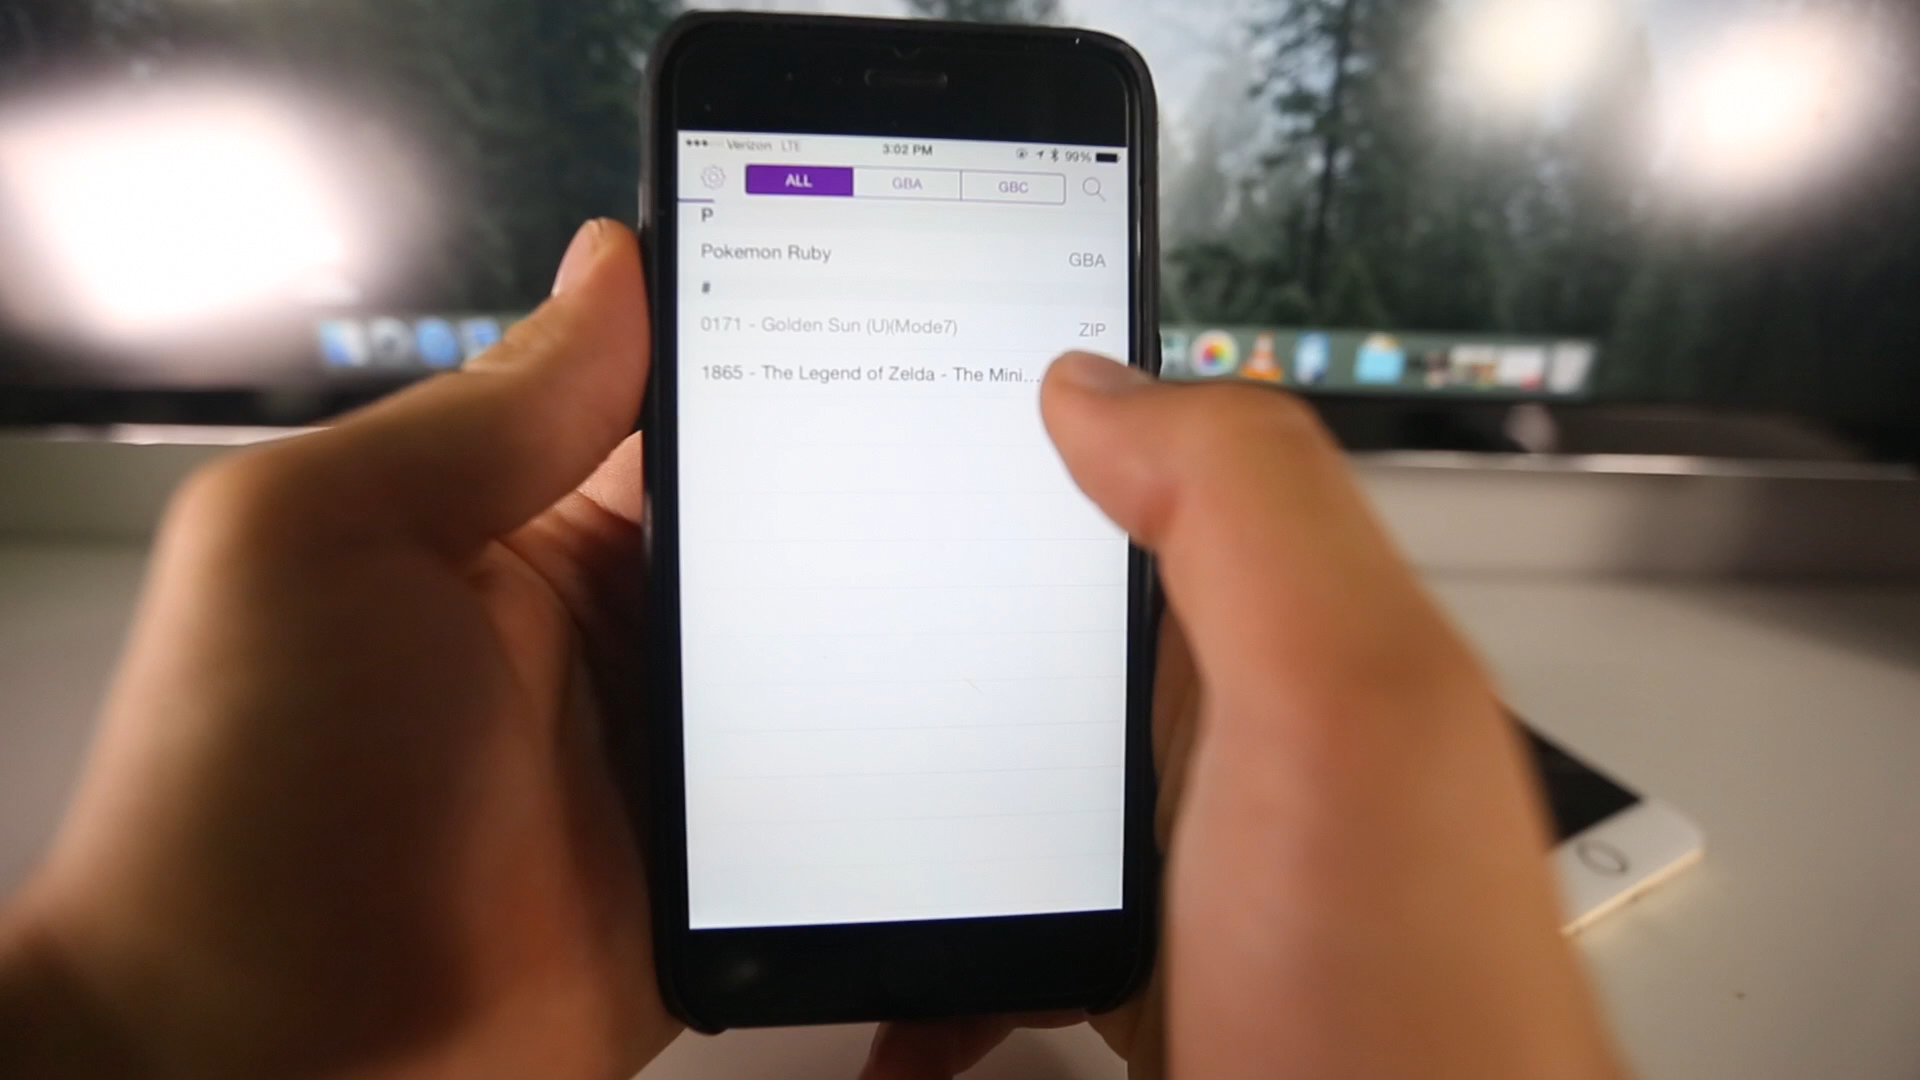 Verizon LTE 3:02 PM 99%
ALL GBA GBC
P
Pokemon Ruby GBA
#
0171 - Golden Sun (U)(Mode7) ZIP
1865 - The Legend of Zelda - The Mini...